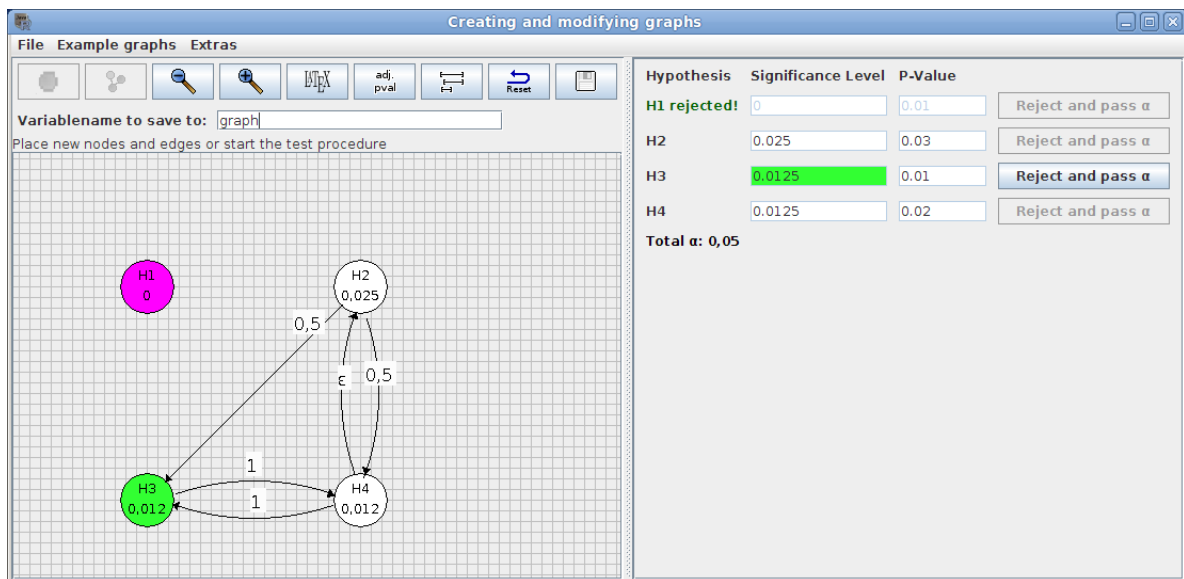 Creating and modifying graphs
File Example graphs Extras
LATEX
adj. pval
Reset
Variablename to save to: graph
Place new nodes and edges or start the test procedure
Hypothesis Significance Level P-Value
H1 rejected! 0 0.01 Reject and pass α
H2 0.025 0.03 Reject and pass α
H3 0.0125 0.01 Reject and pass α
H4 0.0125 0.02 Reject and pass α
Total α: 0,05
H1
0
H2
0,025
0,5
ε 0,5
1
H3
0,012
1
H4
0,012